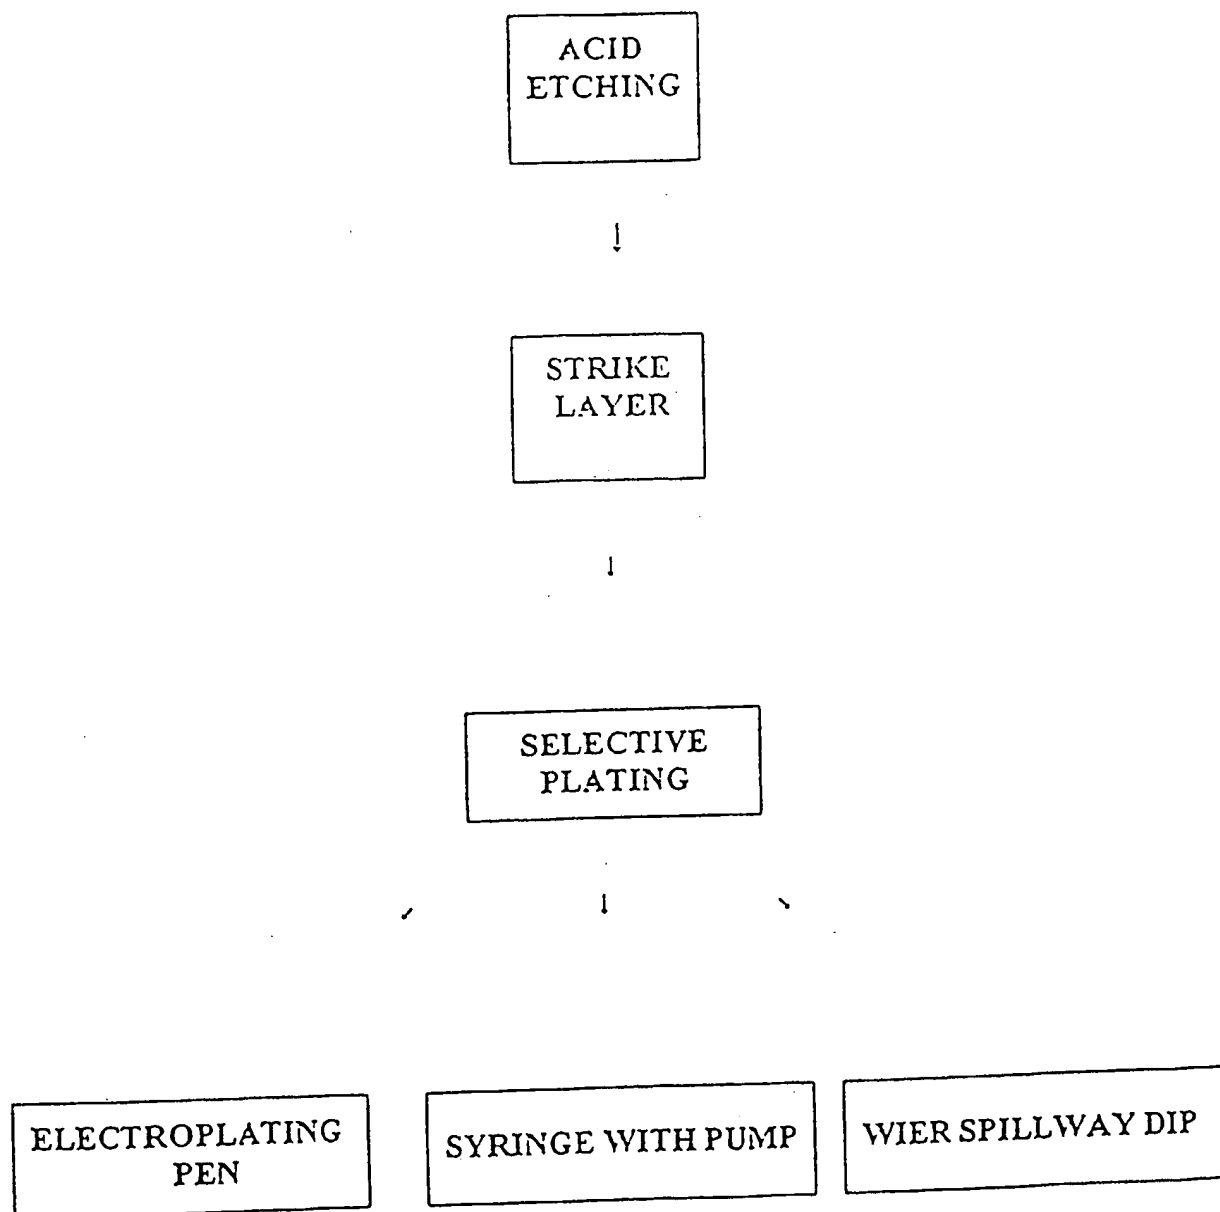 ACID
ETCHING
STRIKE
LAYER
SELECTIVE
PLATING
ELECTROPLATING
PEN
SYRINGE WITH PUMP
WIER SPILLWAY DIP